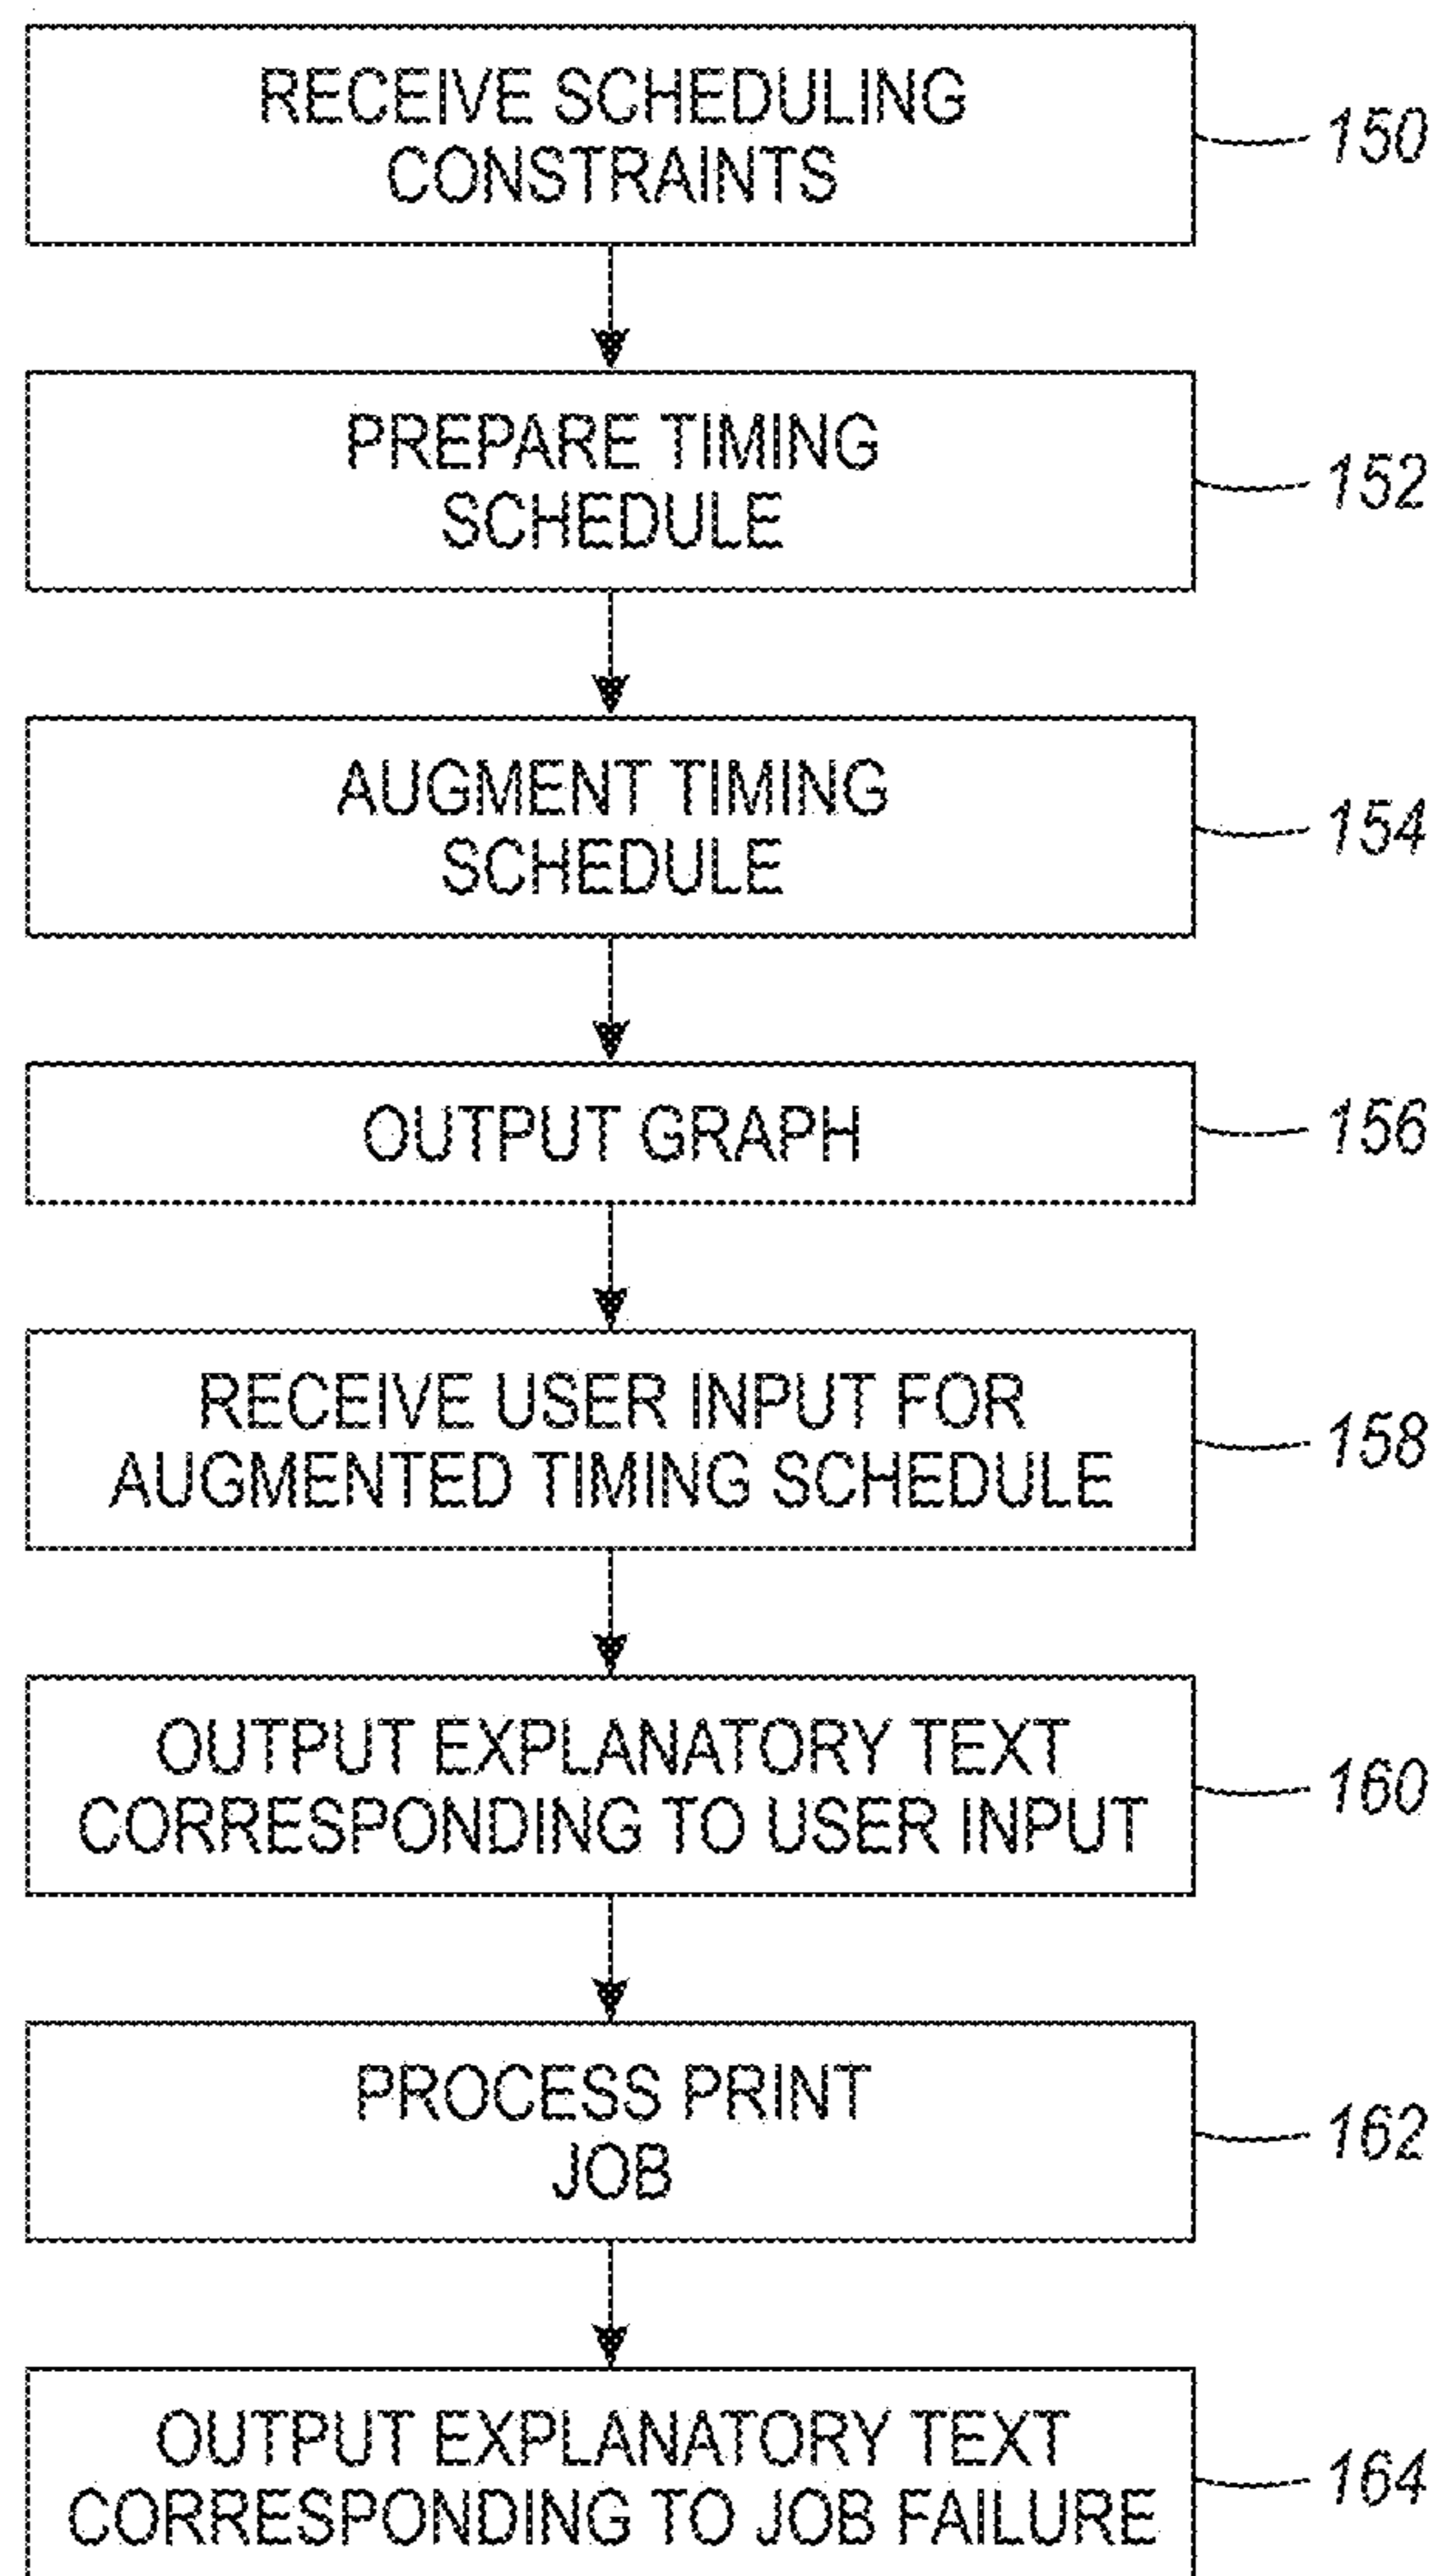 RECEIVE SCHEDULING
CONSTRAINTS
150
PREPARE TIMING
SCHEDULE
152
AUGMENT TIMING
SCHEDULE
154
OUTPUT GRAPH
156
RECEIVE USER INPUT FOR
AUGMENTED TIMING SCHEDULE
158
OUTPUT EXPLANATORY TEXT
CORRESPONDING TO USER INPUT
160
PROCESS PRINT
JOB
162
OUTPUT EXPLANATORY TEXT
CORRESPONDING TO JOB FAILURE
164